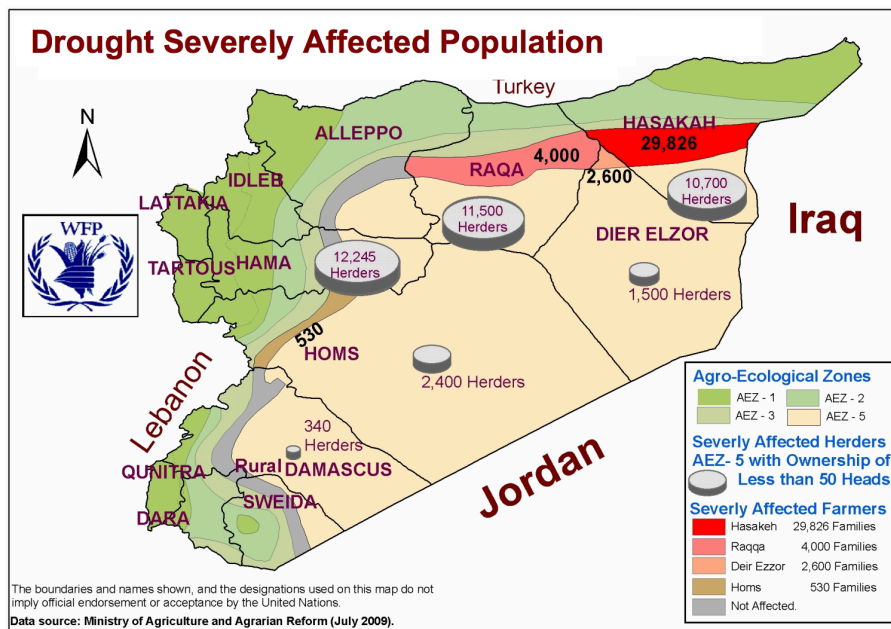 Drought Severely Affected Population
Turkey
N
ALLEPPO
HASAKAH
29,826
4,000
RAQA
2,600
IDLEB
LATTAKIA
10,700
Herders
11,500
Herders
Iraq
WFP
DIER ELZOR
TARTOUS
HAMA
12,245
Herders
1,500 Herders
530
HOMS
2,400 Herders
Lebanon
340
Herders
Jordan
QUNITRA
Rural DAMASCUS
SWEIDA
DARA
Agro-Ecological Zones
AEZ - 1
AEZ - 2
AEZ - 3
AEZ - 5
Severly Affected Herders
AEZ- 5 with Ownership of
Less than 50 Heads
Severly Affected Farmers
Hasakeh 29,826 Families
Raqqa 4,000 Families
Deir Ezzor 2,600 Families
Homs 530 Families
Not Affected.
The boundaries and names shown, and the designations used on this map do not
imply official endorsement or acceptance by the United Nations.
Data source: Ministry of Agriculture and Agrarian Reform (July 2009).